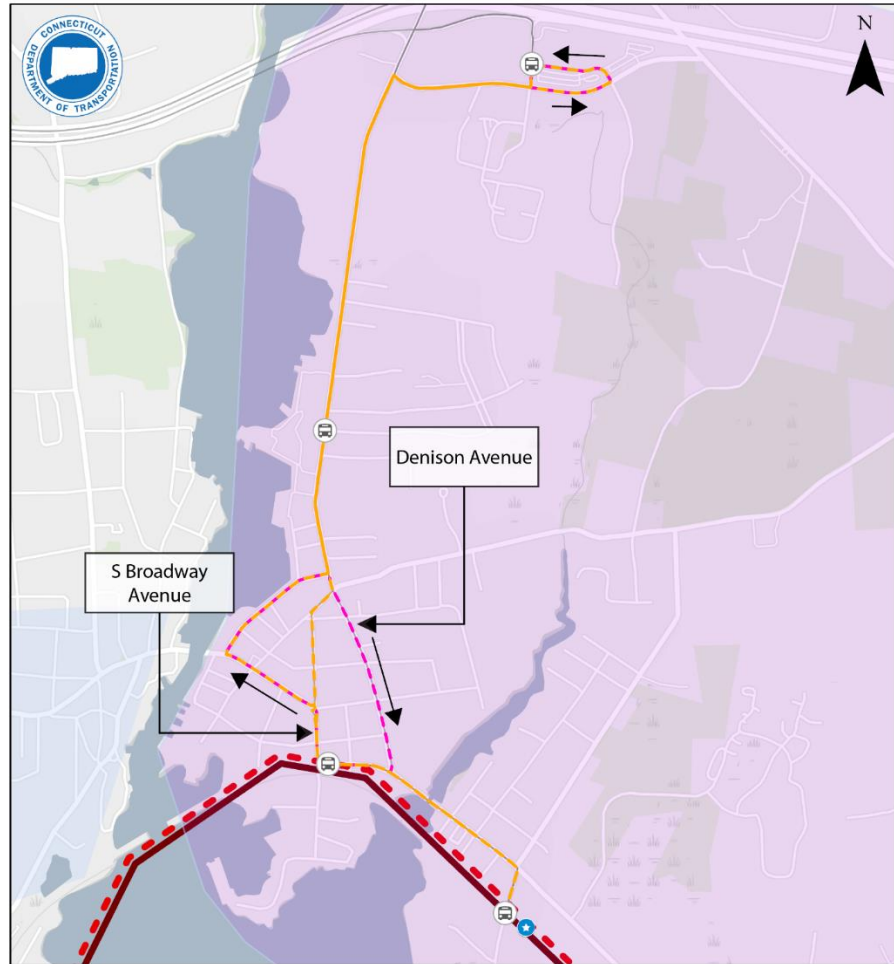 CONNECTICUT
DEPARTMENT OF TRANSPORTATION
N
Denison Avenue
S Broadway
Avenue